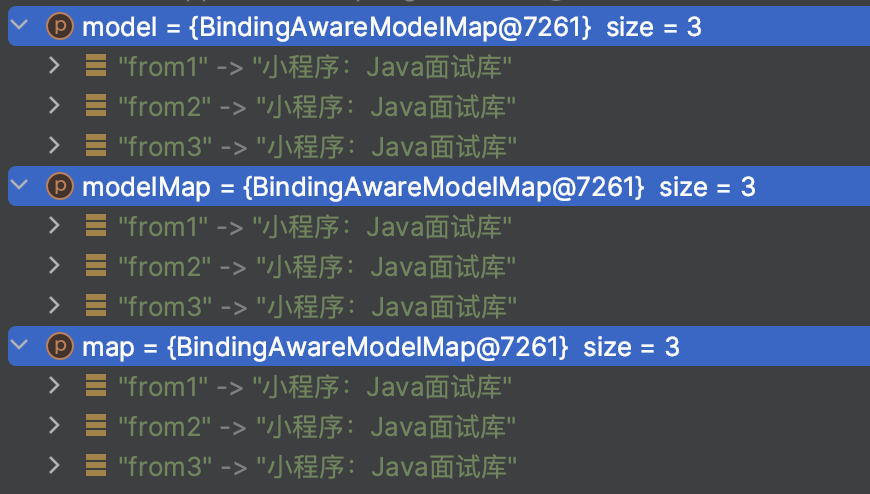 model = {BindingAwareModelMap@7261} size = 3
"from1" -> "小程序：Java面试库"
"from2" -> "小程序：Java面试库"
"from3" -> "小程序：Java面试库"
modelMap = {BindingAwareModelMap@7261} size = 3
"from1" -> "小程序：Java面试库"
"from2" -> "小程序：Java面试库"
"from3" -> "小程序：Java面试库"
map = {BindingAwareModelMap@7261} size = 3
"from1" -> "小程序：Java面试库"
"from2" -> "小程序：Java面试库"
"from3" -> "小程序：Java面试库"